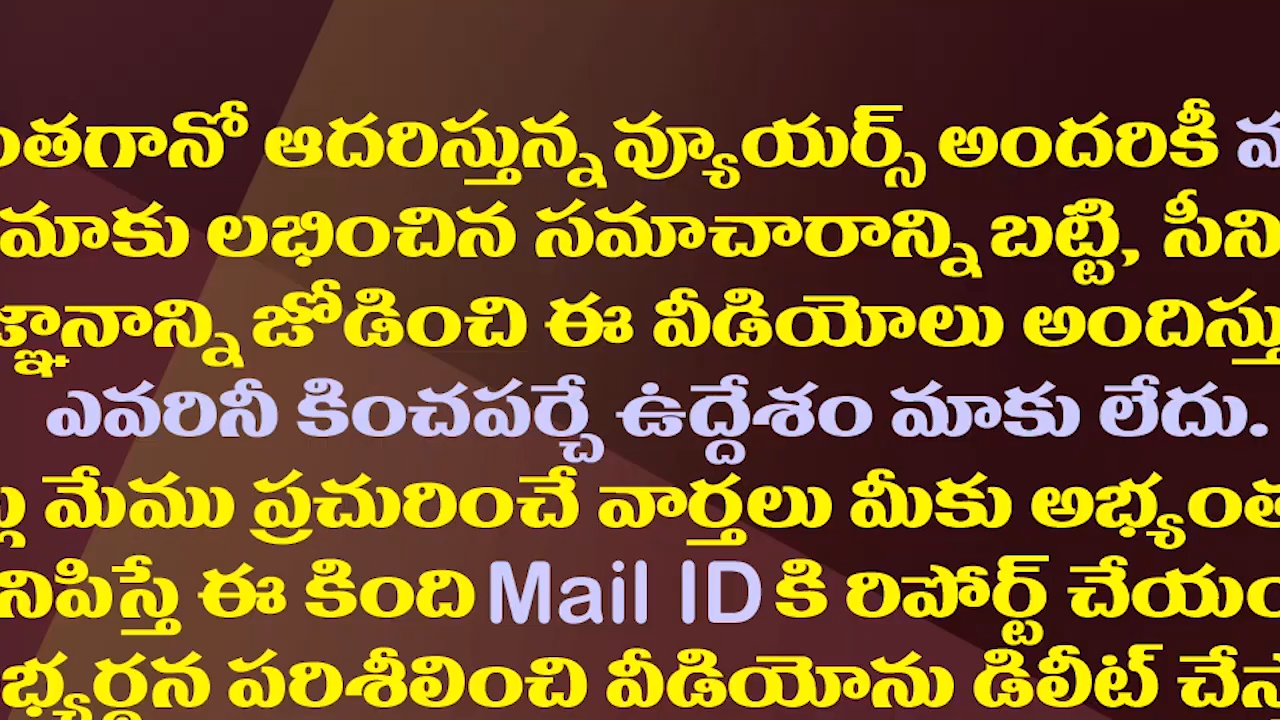 ంతగానో ఆదరిస్తున్న వ్యూయర్స్ అందరికీ
మాకు లభించిన సమాచారాన్ని బట్టి, సీని
జ్ఞానాన్ని జోడించి ఈ వీడియోలు అందిస్తు
ఎవరినీ కించపర్చే ఉద్దేశం మాకు లేదు.
మేము ప్రచురించే వార్తలు మీకు అభ్యంత
నిపిస్తే ఈ కింది Mail ID కి రిపోర్ట్ చేయం
భ్యర్థన పరిశీలించి వీడియోను డిలీట్ చేస